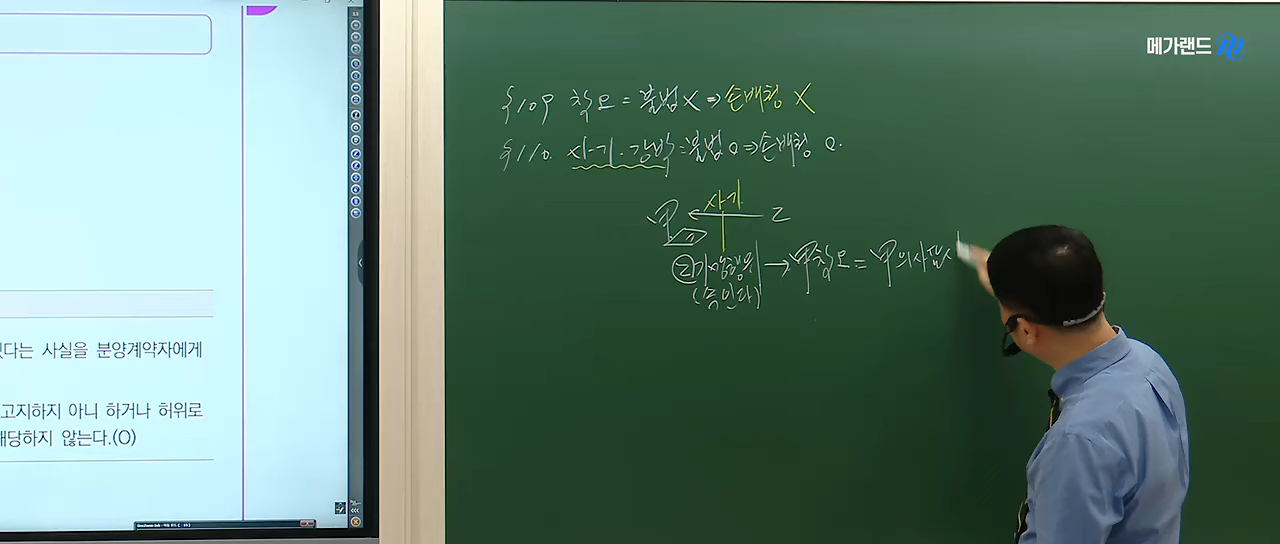 메가랜드
§109 착오 = 불법 X ⇒ 손배청 X
§110. 사기.강박 = 불법 O ⇒ 손배청 O.
사기
甲 ← 乙
② 기망행위 → 甲착오 = 甲의사표시
(속인다)
있다는 사실을 분양계약자에게
고지하지 아니 하거나 허위로
해당하지 않는다.(O)